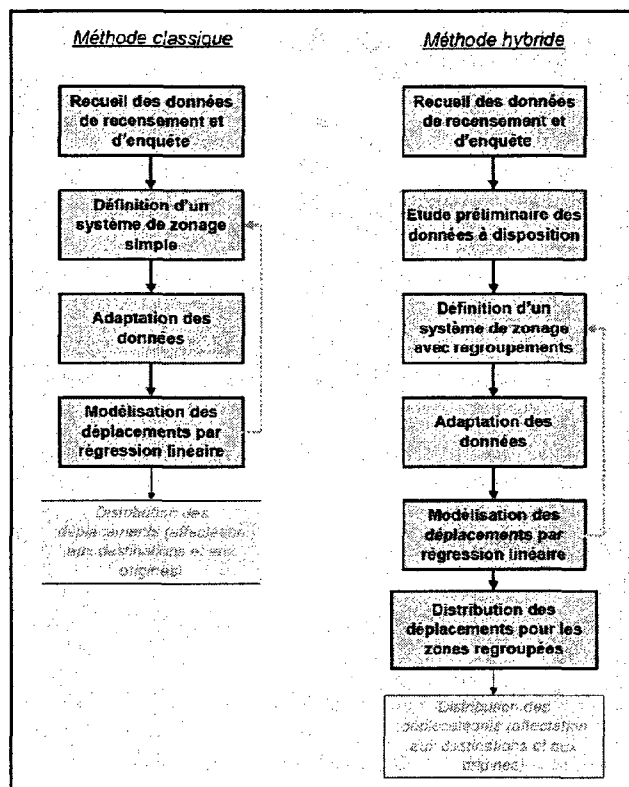 Méthode classique
Recueil des données
de recensement et
d'enquête
Définition d'un
système de zonage
simple
Adaptation des
données
Modélisation des
déplacements par
régression linéaire
Distribution des
déplacements (affectation
aux destinations et aux
origines)
Méthode hybride
Recueil des données
de recensement et
d'enquête
Etude préliminaire des
données à disposition
Définition d'un
système de zonage
avec regroupements
Adaptation des
données
Modélisation des
déplacements par
régression linéaire
Distribution des
déplacements pour les
zones regroupées
Distribution des
déplacements (affectation
aux destinations et aux
origines)